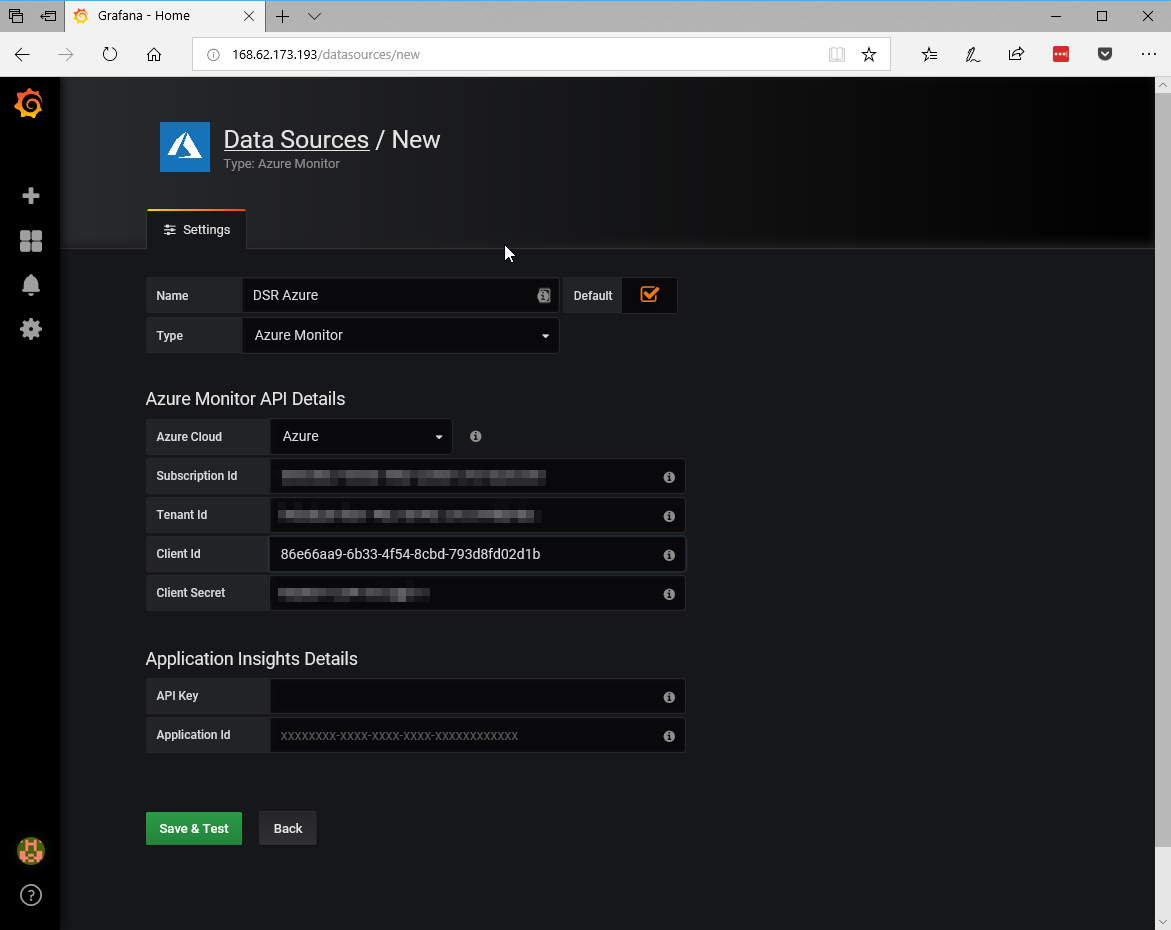 Grafana - Home
168.62.173.193/datasources/new
Data Sources / New
Type: Azure Monitor
Settings
Name DSR Azure Default
Type Azure Monitor
Azure Monitor API Details
Azure Cloud Azure
Subscription Id
Tenant Id
Client Id 86e66aa9-6b33-4f54-8cbd-793d8fd02d1b
Client Secret
Application Insights Details
API Key
Application Id xxxxxxxx-xxxx-xxxx-xxxx-xxxxxxxxxxxx
Save & Test Back